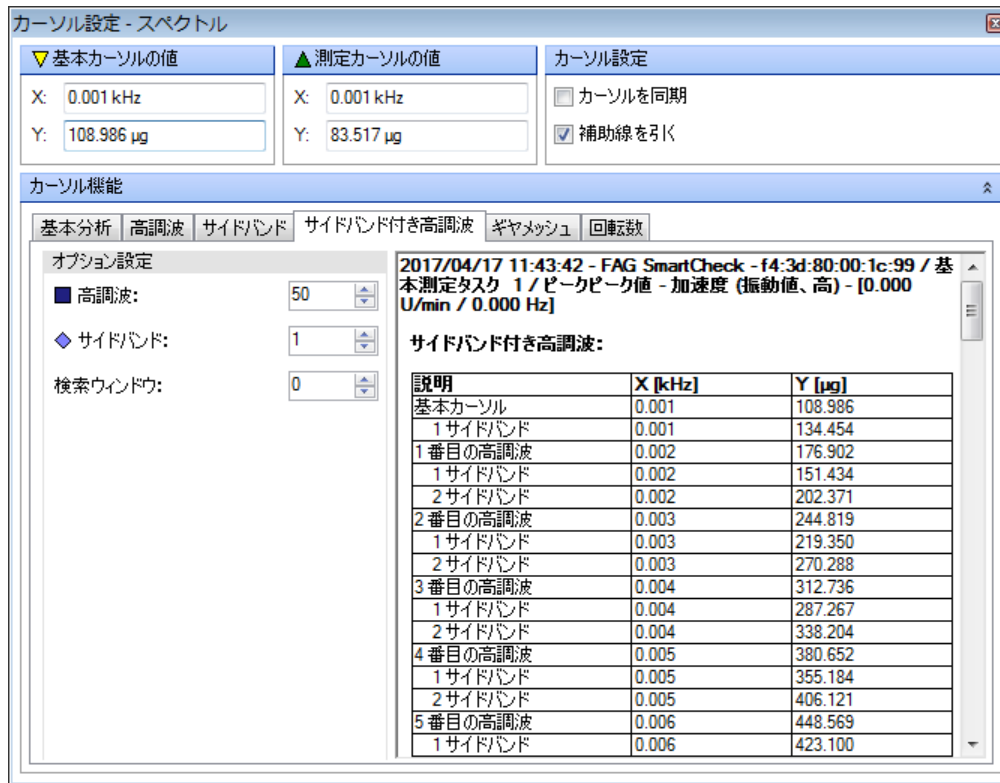 カーソル設定 - スペクトル
基本カーソルの値
X: 0.001 kHz
Y: 108.986 µg
測定カーソルの値
X: 0.001 kHz
Y: 83.517 µg
カーソル設定
カーソルを同期
補助線を引く
カーソル機能
基本分析 高調波 サイドバンド サイドバンド付き高調波 ギヤメッシュ 回転数
オプション設定
高調波: 50
サイドバンド: 1
検索ウィンドウ: 0
2017/04/17 11:43:42 - FAG SmartCheck - f4:3d:80:00:1c:99 / 基
本測定タスク 1 / ピークピーク値 - 加速度 (振動値、高) - [0.000
U/min / 0.000 Hz]
サイドバンド付き高調波:
説明 X [kHz] Y [µg]
基本カーソル 0.001 108.986
1 サイドバンド 0.001 134.454
1 番目の高調波 0.002 176.902
1 サイドバンド 0.002 151.434
2 サイドバンド 0.002 202.371
2 番目の高調波 0.003 244.819
1 サイドバンド 0.003 219.350
2 サイドバンド 0.003 270.288
3 番目の高調波 0.004 312.736
1 サイドバンド 0.004 287.267
2 サイドバンド 0.004 338.204
4 番目の高調波 0.005 380.652
1 サイドバンド 0.005 355.184
2 サイドバンド 0.005 406.121
5 番目の高調波 0.006 448.569
1 サイドバンド 0.006 423.100